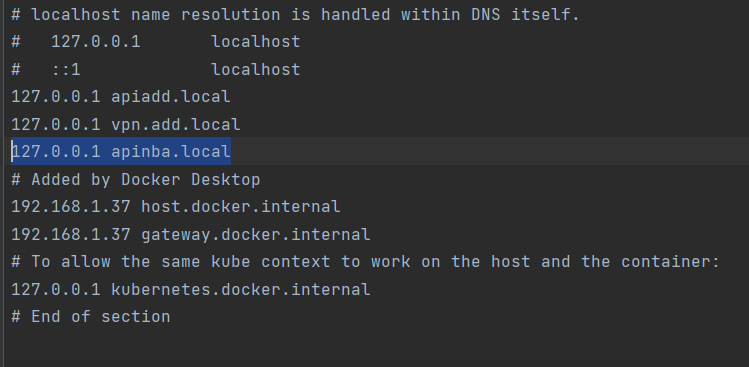 # localhost name resolution is handled within DNS itself.
#   127.0.0.1       localhost
#   ::1             localhost
127.0.0.1 apiadd.local
127.0.0.1 vpn.add.local
127.0.0.1 apinba.local
# Added by Docker Desktop
192.168.1.37 host.docker.internal
192.168.1.37 gateway.docker.internal
# To allow the same kube context to work on the host and the container:
127.0.0.1 kubernetes.docker.internal
# End of section